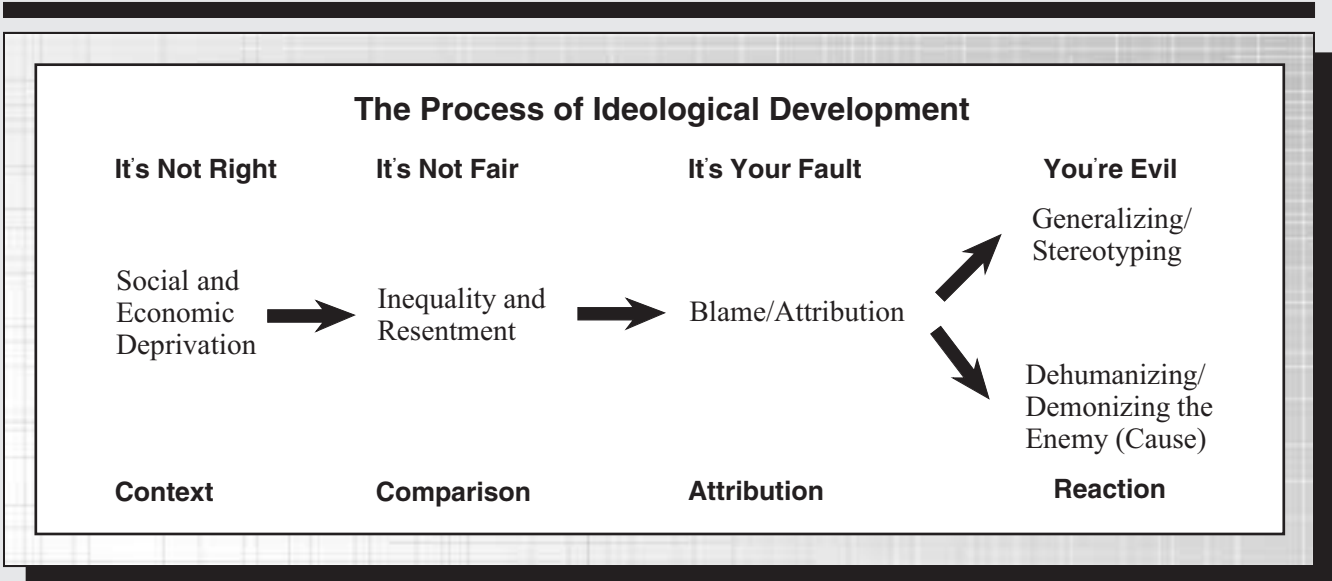 The Process of Ideological Development
It's Not Right
It's Not Fair
It's Your Fault
You're Evil
Social and
Economic
Deprivation
Inequality and
Resentment
Blame/Attribution
Generalizing/
Stereotyping
Dehumanizing/
Demonizing the
Enemy (Cause)
Context
Comparison
Attribution
Reaction